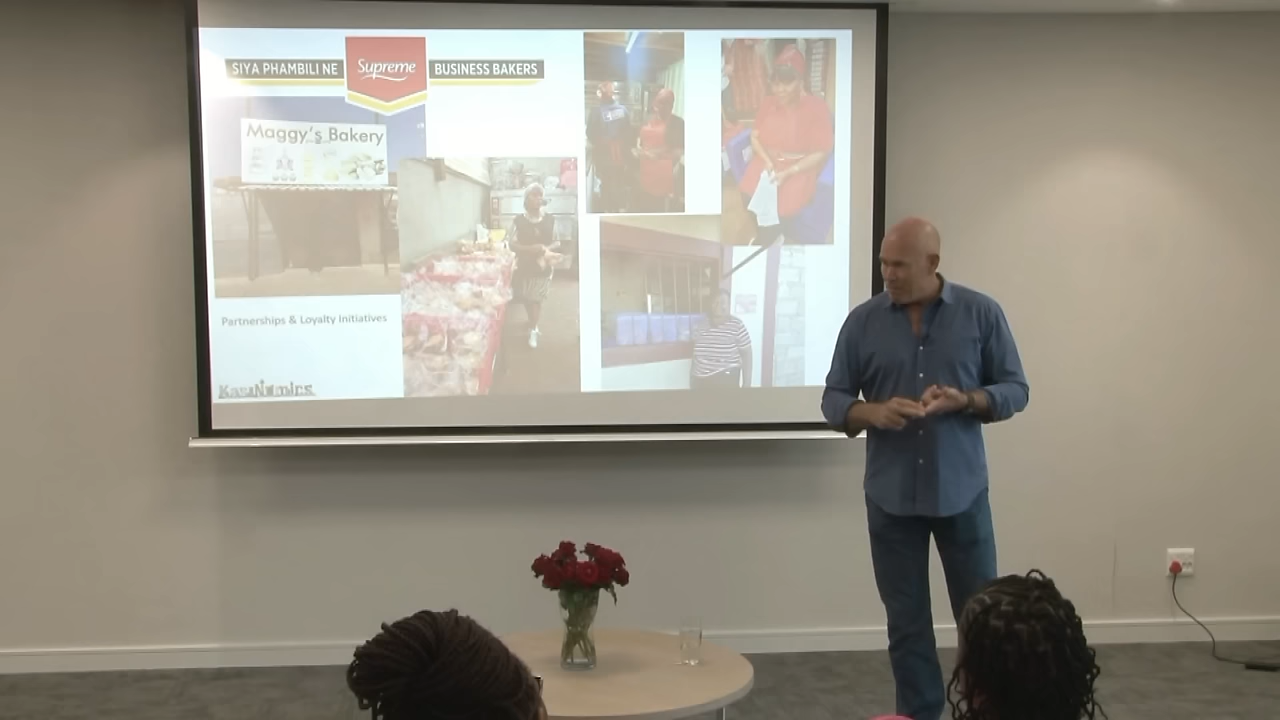 SIYA PHAMBILI NE Supreme BUSINESS BAKERS
Maggy's Bakery
Partnerships & Loyalty Initiatives
KasiNomics